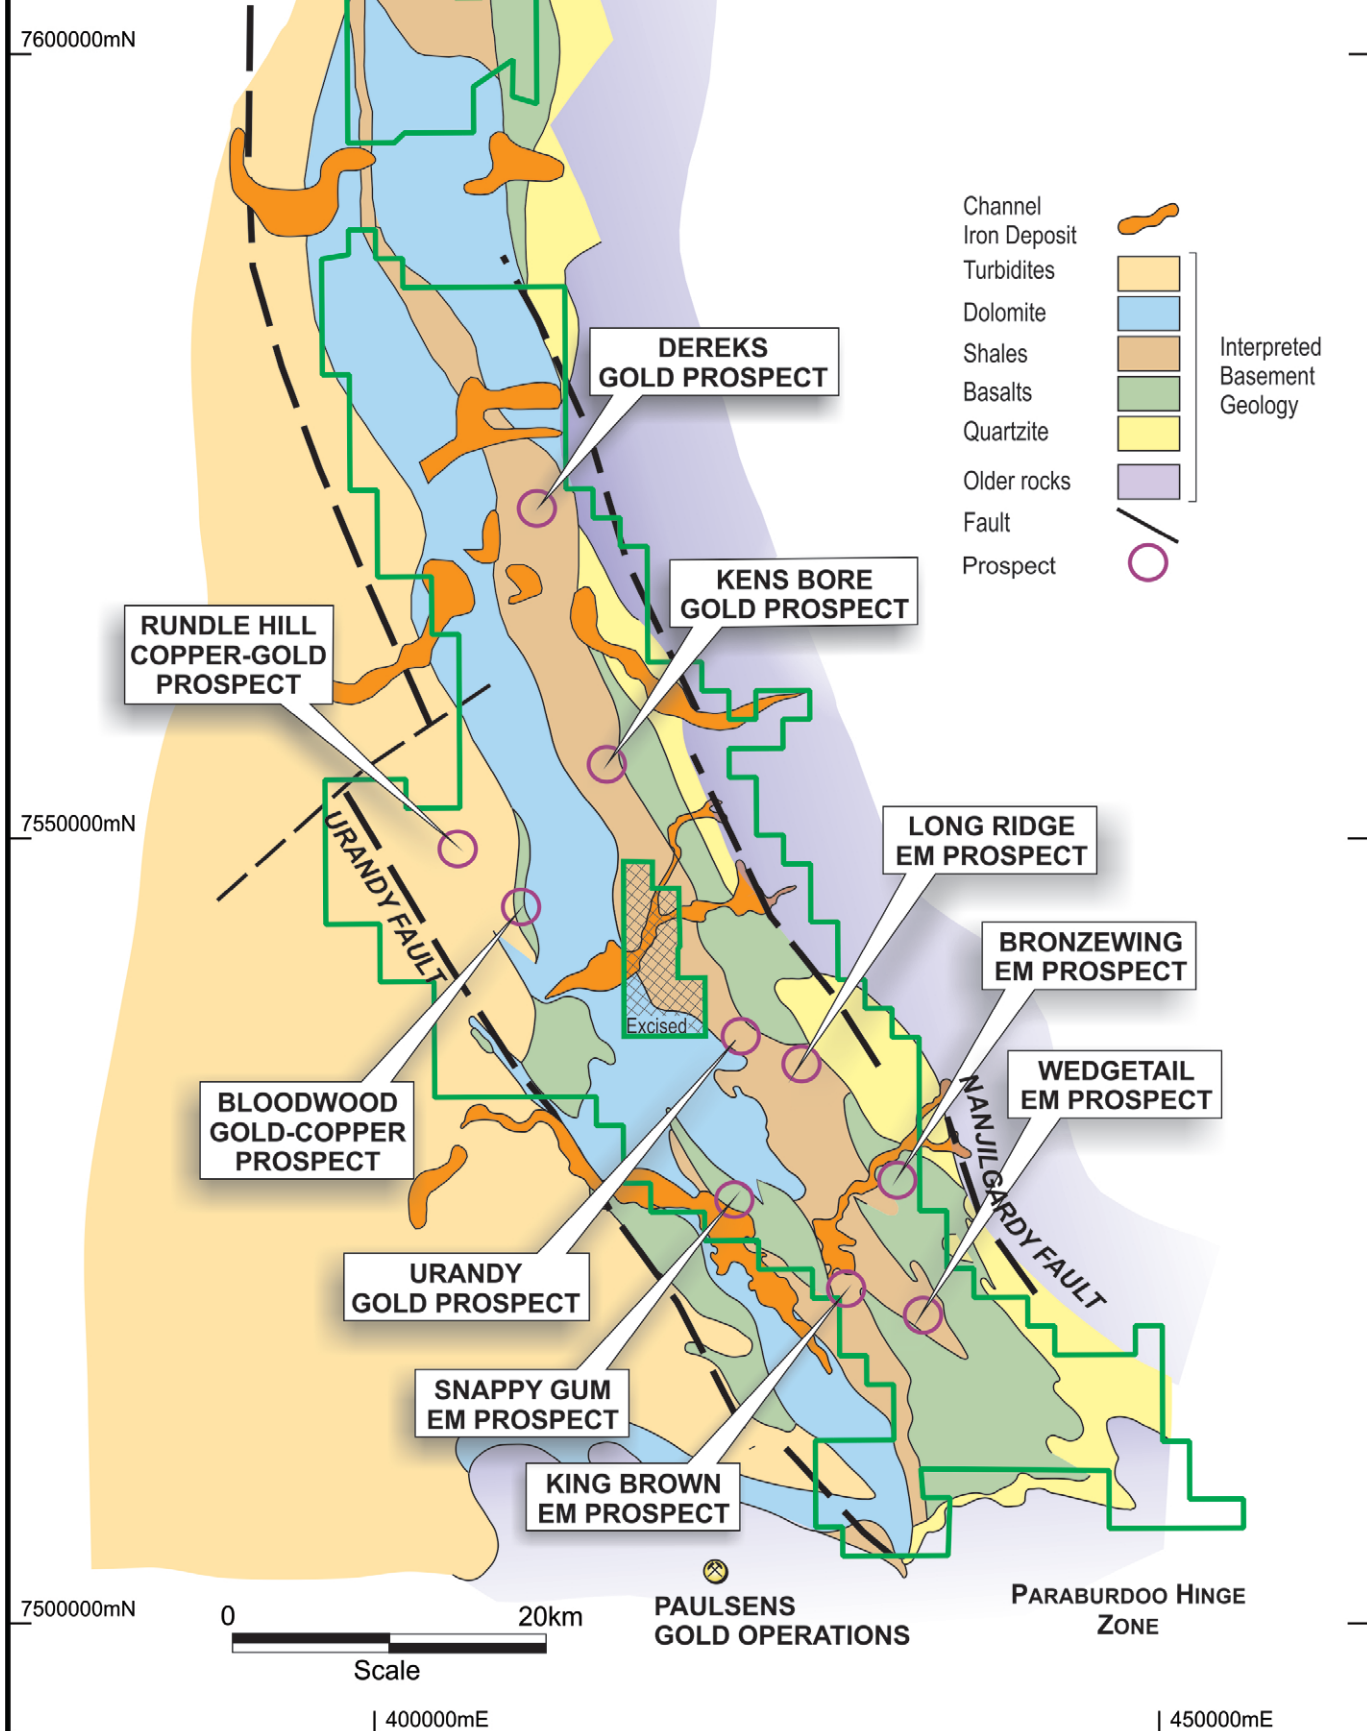 7600000mN
Channel
Iron Deposit
Turbidites
Dolomite
Shales
Basalts
Quartzite
Older rocks
Fault
Prospect
Interpreted
Basement
Geology
DEREKS
GOLD PROSPECT
KENS BORE
GOLD PROSPECT
RUNDLE HILL
COPPER-GOLD
PROSPECT
7550000mN
URANDY FAULT
LONG RIDGE
EM PROSPECT
BRONZEWING
EM PROSPECT
Excised
WEDGETAIL
EM PROSPECT
BLOODWOOD
GOLD-COPPER
PROSPECT
NANJILGARDY FAULT
URANDY
GOLD PROSPECT
SNAPPY GUM
EM PROSPECT
KING BROWN
EM PROSPECT
PAULSENS
GOLD OPERATIONS
PARABURDOO HINGE
ZONE
7500000mN
0 20km
Scale
400000mE 450000mE